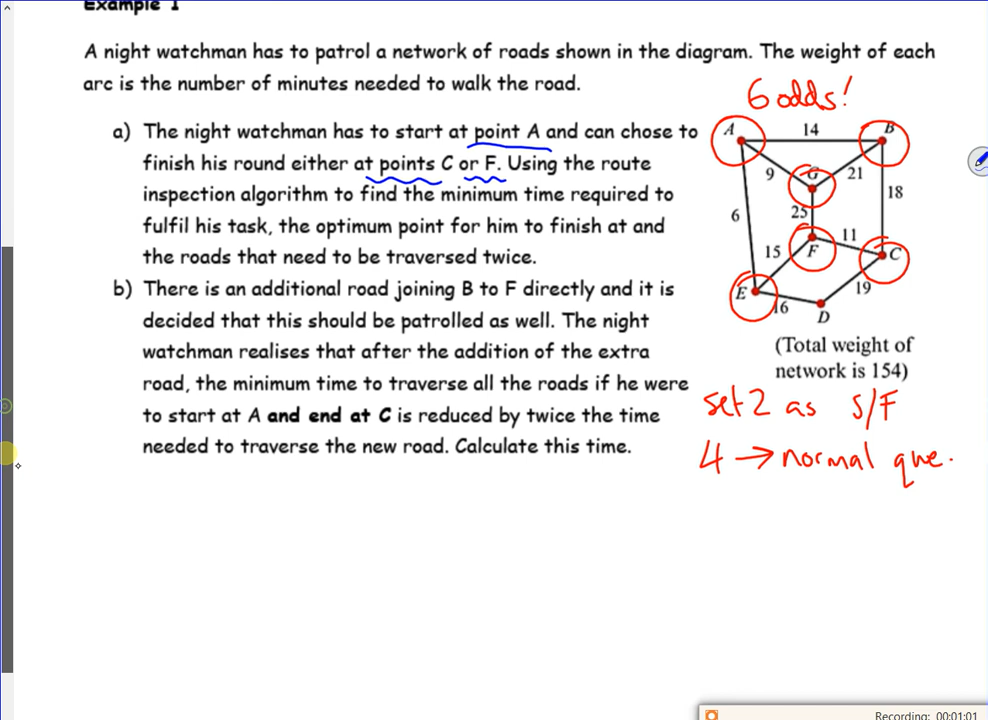 Example 1
A night watchman has to patrol a network of roads shown in the diagram. The weight of each
arc is the number of minutes needed to walk the road.
6 odds!
a) The night watchman has to start at point A and can chose to
finish his round either at points C or F. Using the route
inspection algorithm to find the minimum time required to
fulfil his task, the optimum point for him to finish at and
the roads that need to be traversed twice.
b) There is an additional road joining B to F directly and it is
decided that this should be patrolled as well. The night
watchman realises that after the addition of the extra
road, the minimum time to traverse all the roads if he were
to start at A and end at C is reduced by twice the time
needed to traverse the new road. Calculate this time.
A 14 B
9 G 21
18
6 25
11
15 F C
E 19
16 D
(Total weight of
network is 154)
set 2 as S/F
4 → normal que.
Recording: 00:01:01